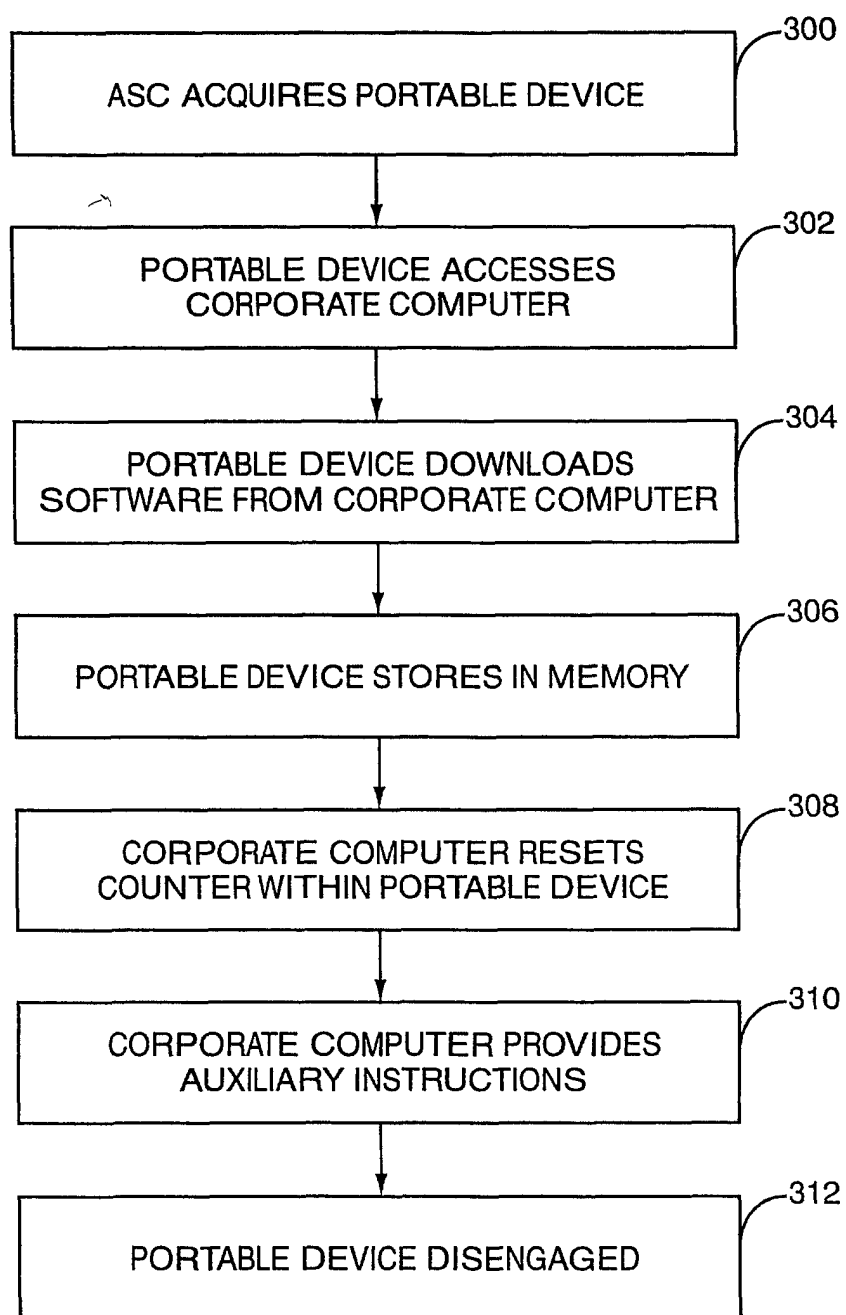 300
ASC ACQUIRES PORTABLE DEVICE
302
PORTABLE DEVICE ACCESSES
CORPORATE COMPUTER
304
PORTABLE DEVICE DOWNLOADS
SOFTWARE FROM CORPORATE COMPUTER
306
PORTABLE DEVICE STORES IN MEMORY
308
CORPORATE COMPUTER RESETS
COUNTER WITHIN PORTABLE DEVICE
310
CORPORATE COMPUTER PROVIDES
AUXILIARY INSTRUCTIONS
312
PORTABLE DEVICE DISENGAGED